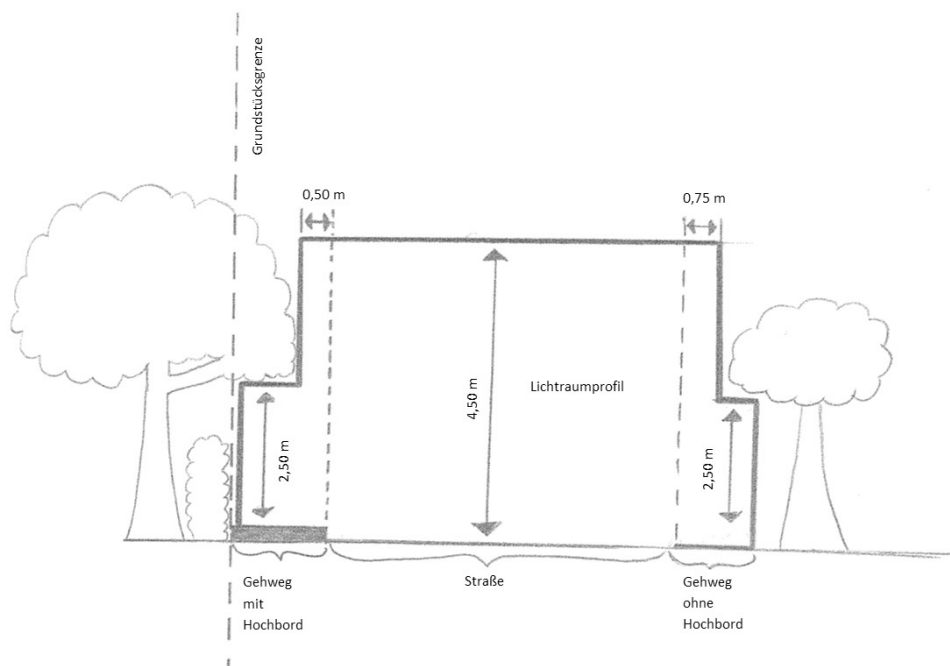 Grundstücksgrenze
0,50 m
0,75 m
Lichtraumprofil
4,50 m
2,50 m
2,50 m
Gehweg
mit
Hochbord
Straße
Gehweg
ohne
Hochbord